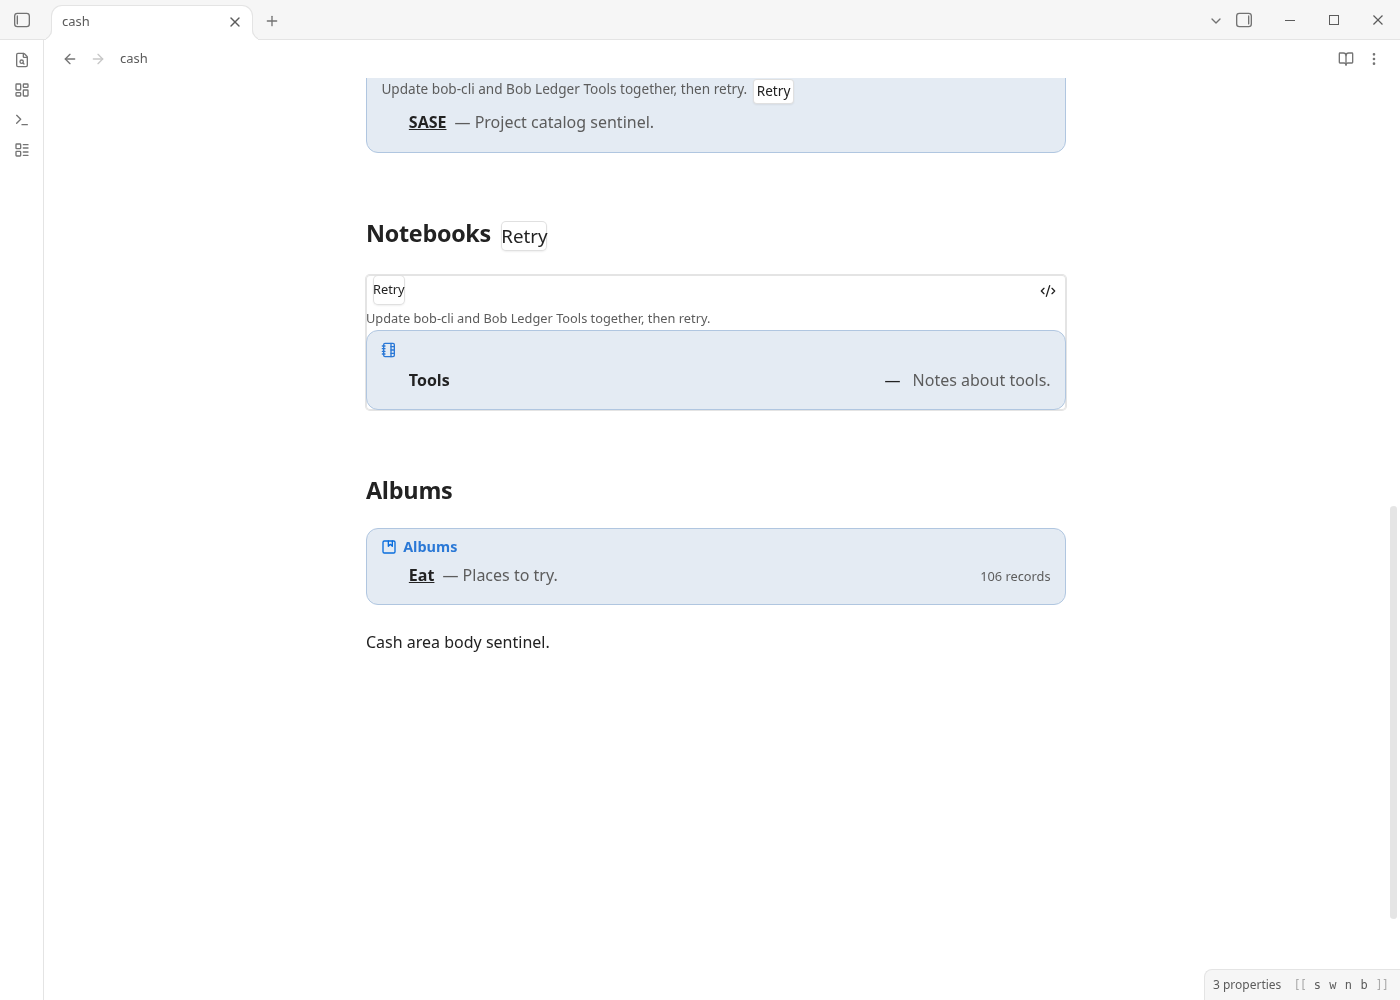 cash
cash
Update bob-cli and Bob Ledger Tools together, then retry. Retry
SASE — Project catalog sentinel.
Notebooks Retry
Retry
Update bob-cli and Bob Ledger Tools together, then retry.
Tools — Notes about tools.
Albums
Albums
Eat — Places to try. 106 records
Cash area body sentinel.
3 properties [[ s w n b ]]